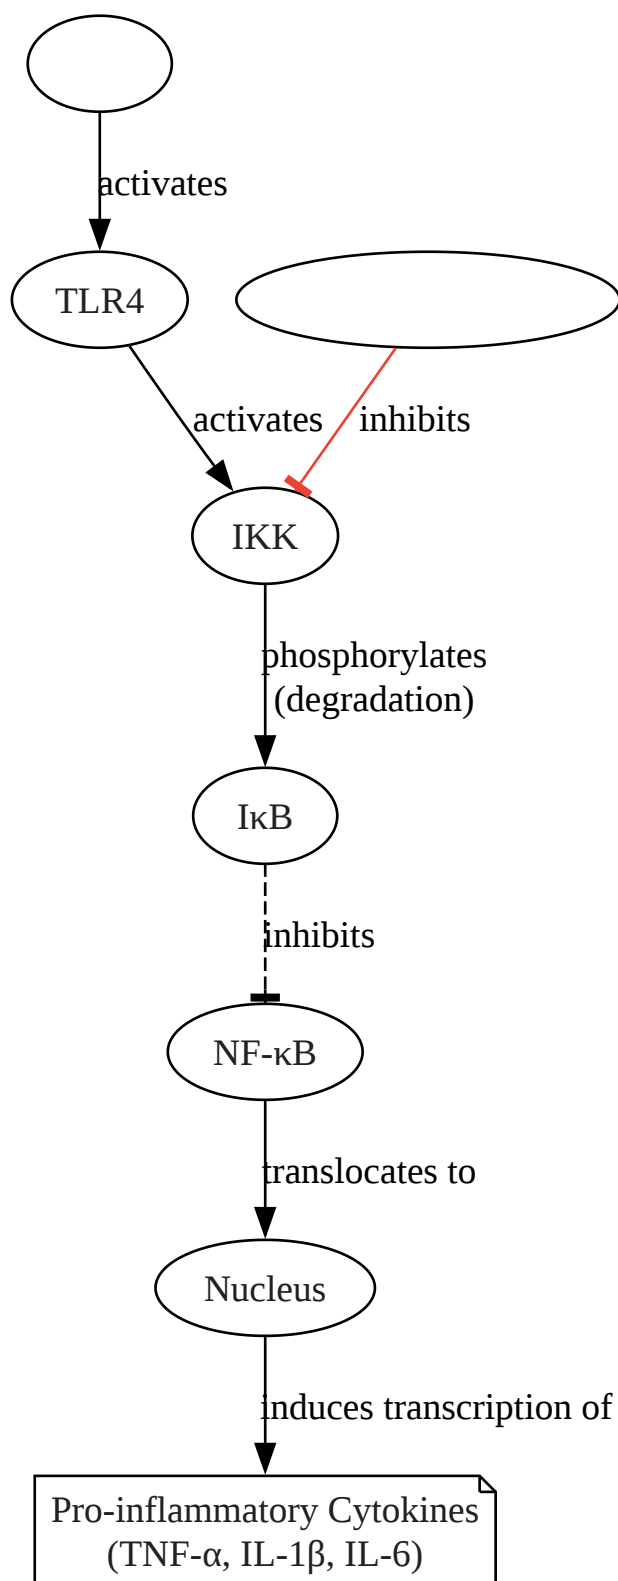 activates
TLR4
activates
inhibits
IKK
phosphorylates
(degradation)
IκB
inhibits
NF-κB
translocates to
Nucleus
induces transcription of
Pro-inflammatory Cytokines
(TNF-α, IL-1β, IL-6)